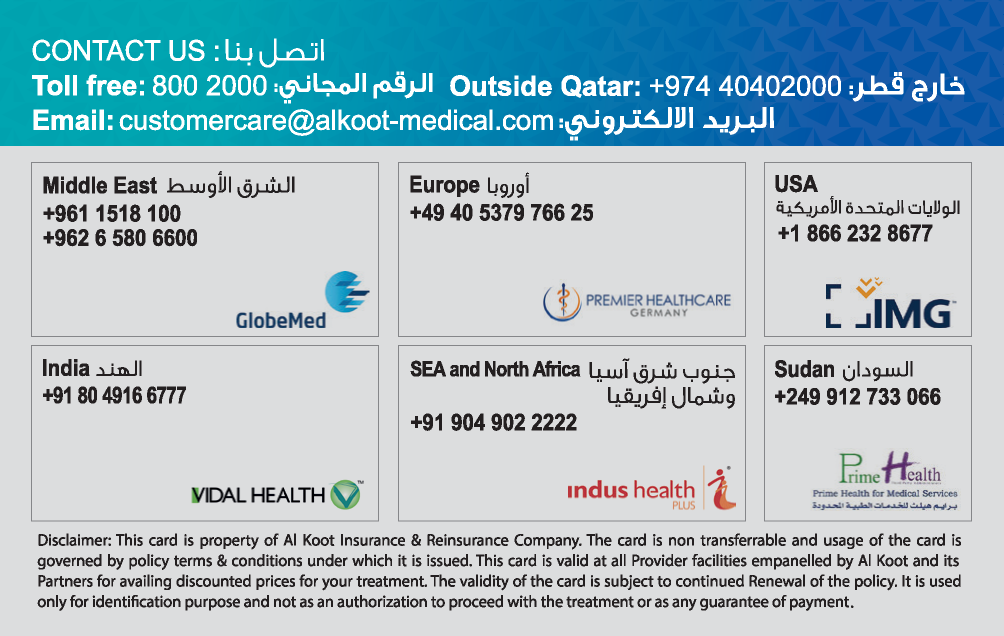 CONTACT US : اتصل بنا
Toll free: 800 2000 :الرقم المجاني Outside Qatar: +974 40402000 :خارج قطر
Email: customercare@alkoot-medical.com :البريد الالكتروني
Middle East الشرق الأوسط
+961 1518 100
+962 6 580 6600
GlobeMed
Europe أوروبا
+49 40 5379 766 25
PREMIER HEALTHCARE
GERMANY
USA
الولايات المتحدة الأمريكية
+1 866 232 8677
IMG™
India الهند
+91 80 4916 6777
VIDAL HEALTH ™
SEA and North Africa جنوب شرق آسيا
وشمال إفريقيا
+91 904 902 2222
indus health ®
PLUS
Sudan السودان
+249 912 733 066
Prime Health
Prime Health for Medical Services
برايم هيلث للخدمات الطبية المحدودة
Disclaimer: This card is property of Al Koot Insurance & Reinsurance Company. The card is non transferrable and usage of the card is
governed by policy terms & conditions under which it is issued. This card is valid at all Provider facilities empanelled by Al Koot and its
Partners for availing discounted prices for your treatment. The validity of the card is subject to continued Renewal of the policy. It is used
only for identification purpose and not as an authorization to proceed with the treatment or as any guarantee of payment.